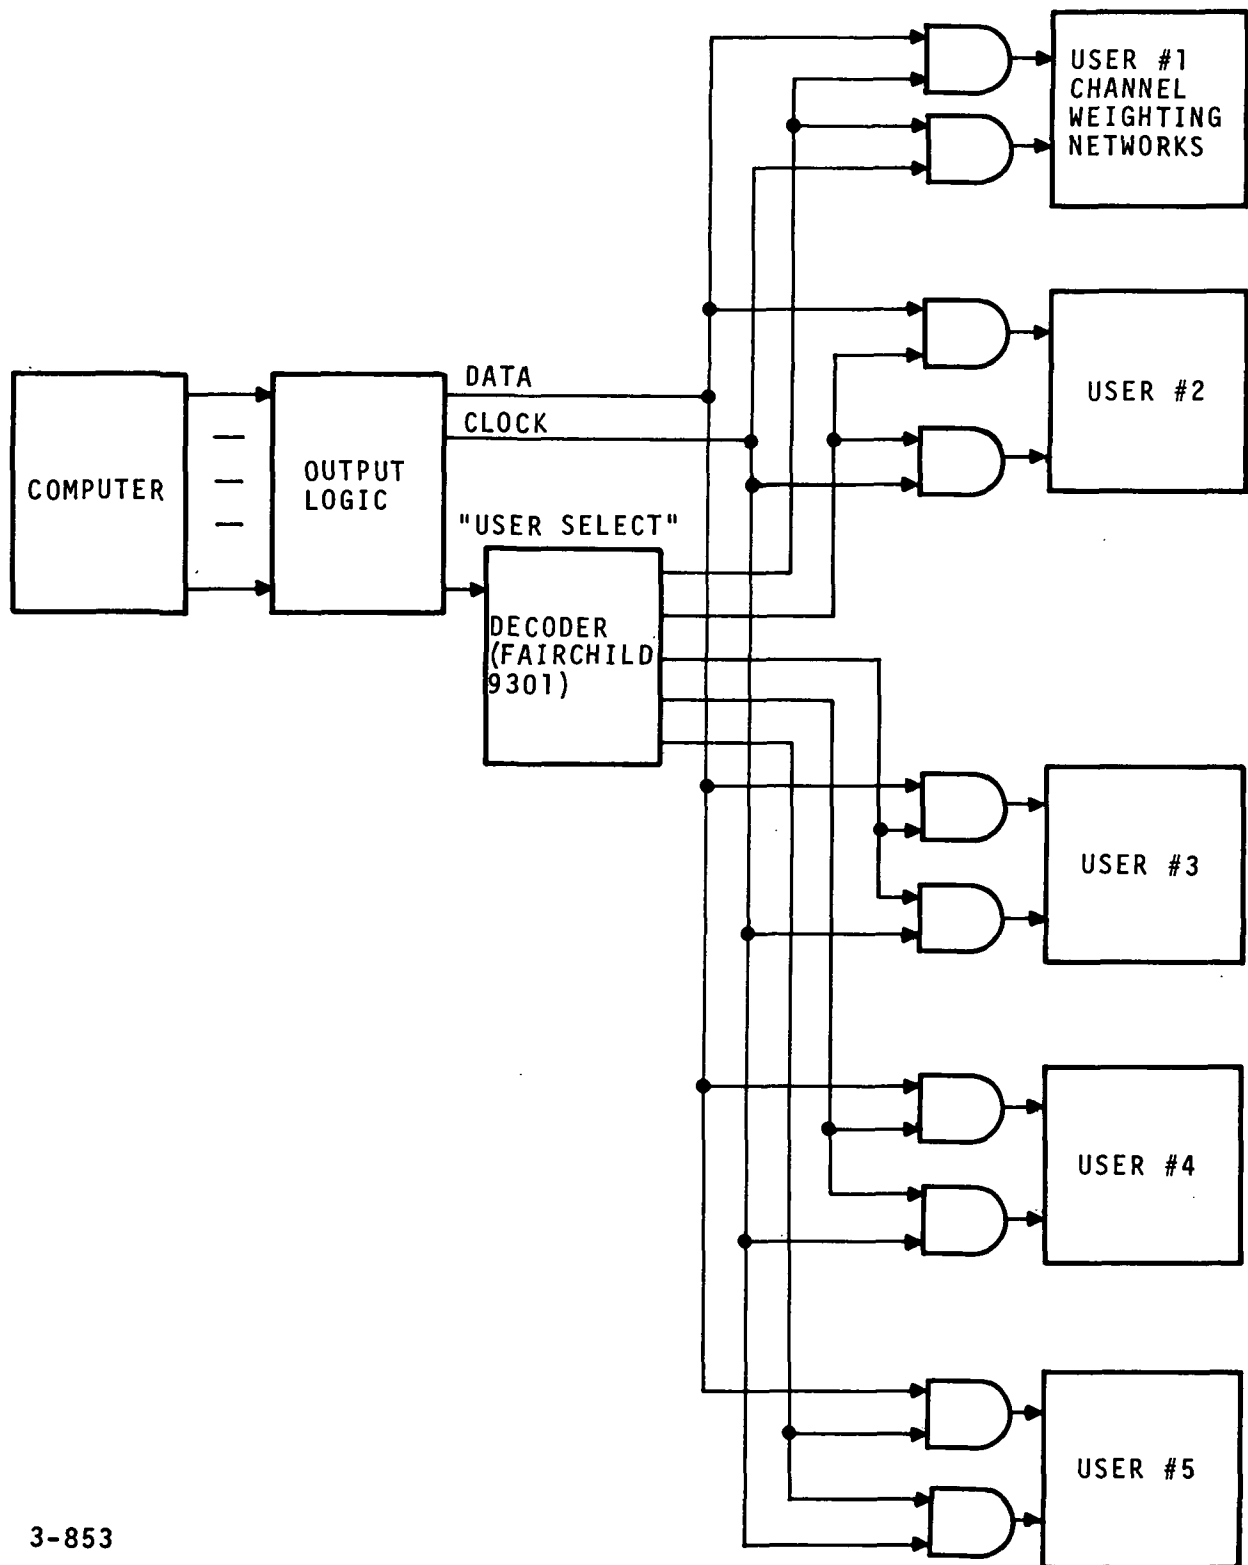 USER #1
CHANNEL
WEIGHTING
NETWORKS
USER #2
DATA
CLOCK
COMPUTER
OUTPUT
LOGIC
"USER SELECT"
DECODER
(FAIRCHILD
9301)
USER #3
USER #4
USER #5
3-853